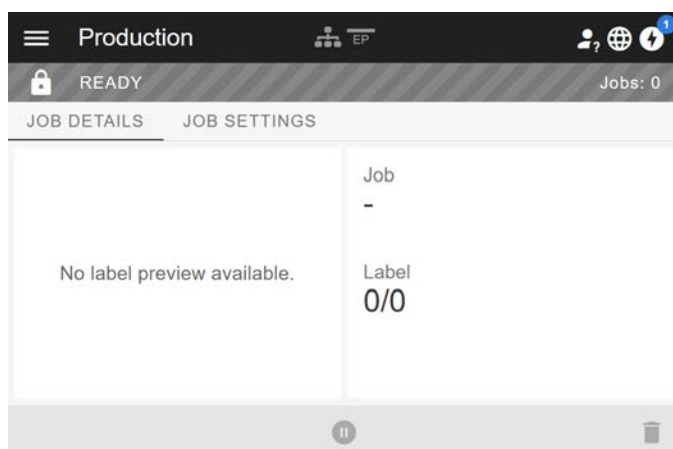 Production
EP
?
1
READY
Jobs: 0
JOB DETAILS
JOB SETTINGS
No label preview available.
Job
-
Label
0/0